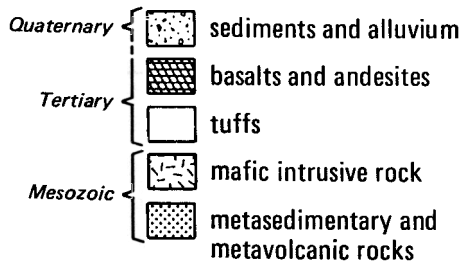 Quaternary sediments and alluvium
basalts and andesites
Tertiary
tuffs
mafic intrusive rock
Mesozoic
metasedimentary and
metavolcanic rocks